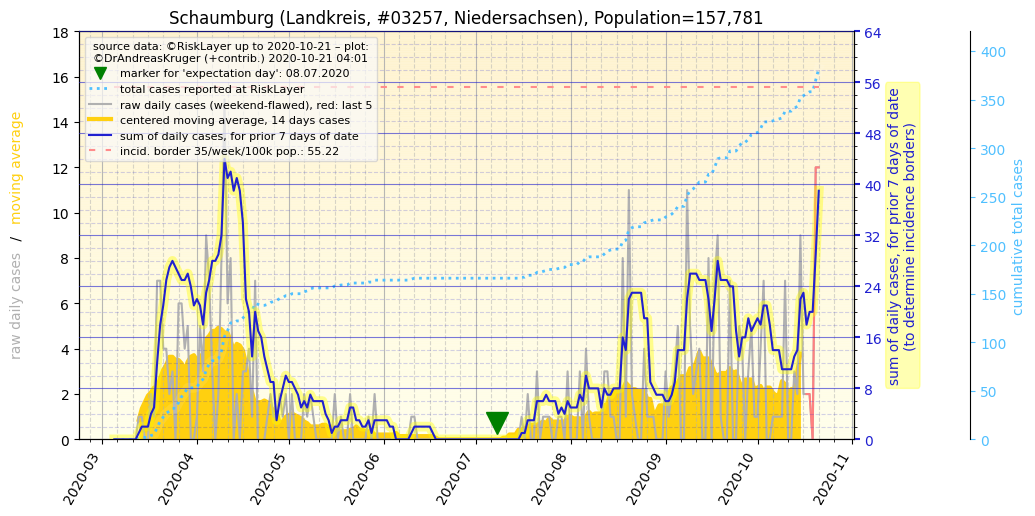 Schaumburg (Landkreis, #03257, Niedersachsen), Population=157,781
source data: ©RiskLayer up to 2020-10-21 – plot:
©DrAndreasKruger (+contrib.) 2020-10-21 04:01
marker for 'expectation day': 08.07.2020
total cases reported at RiskLayer
raw daily cases (weekend-flawed), red: last 5
centered moving average, 14 days cases
sum of daily cases, for prior 7 days of date
incid. border 35/week/100k pop.: 55.22
raw daily cases / moving average
18
16
14
12
10
8
6
4
2
0
64
56
48
40
32
24
16
8
0
sum of daily cases, for prior 7 days of date
(to determine incidence borders)
400
350
300
250
200
150
100
50
0
cumulative total cases
2020-03
2020-04
2020-05
2020-06
2020-07
2020-08
2020-09
2020-10
2020-11